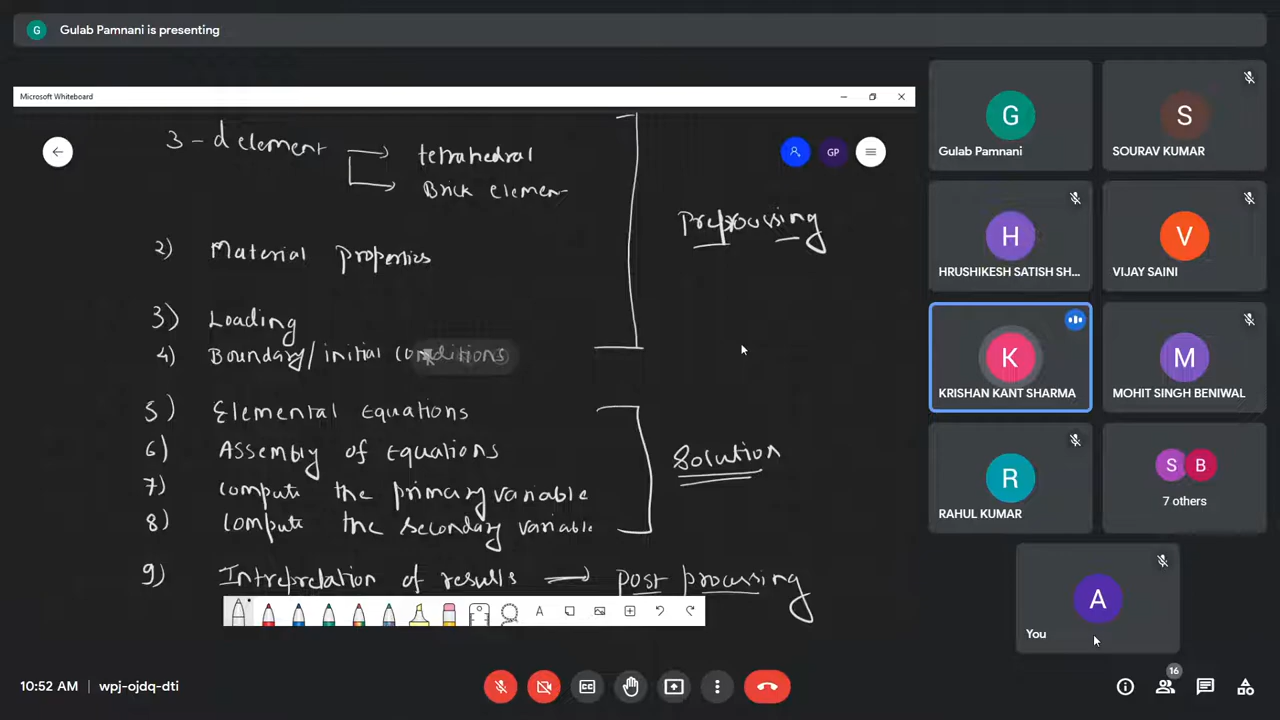 G Gulab Pamnani is presenting
Microsoft Whiteboard
GP
3-d element → tetrahedral
→ Brick elemen
Preprocessing
2) Material properties
3) Loading
4) Boundary/initial conditions
5) Elemental Equations
6) Assembly of Equations
7) compute the primary variable
8) compute the secondary variable
Solution
9) Intrepretation of results → post processing
A
G
Gulab Pamnani
S
SOURAV KUMAR
H
HRUSHIKESH SATISH SH...
V
VIJAY SAINI
K
KRISHAN KANT SHARMA
M
MOHIT SINGH BENIWAL
R
RAHUL KUMAR
S B
7 others
A
You
10:52 AM | wpj-ojdq-dti
16